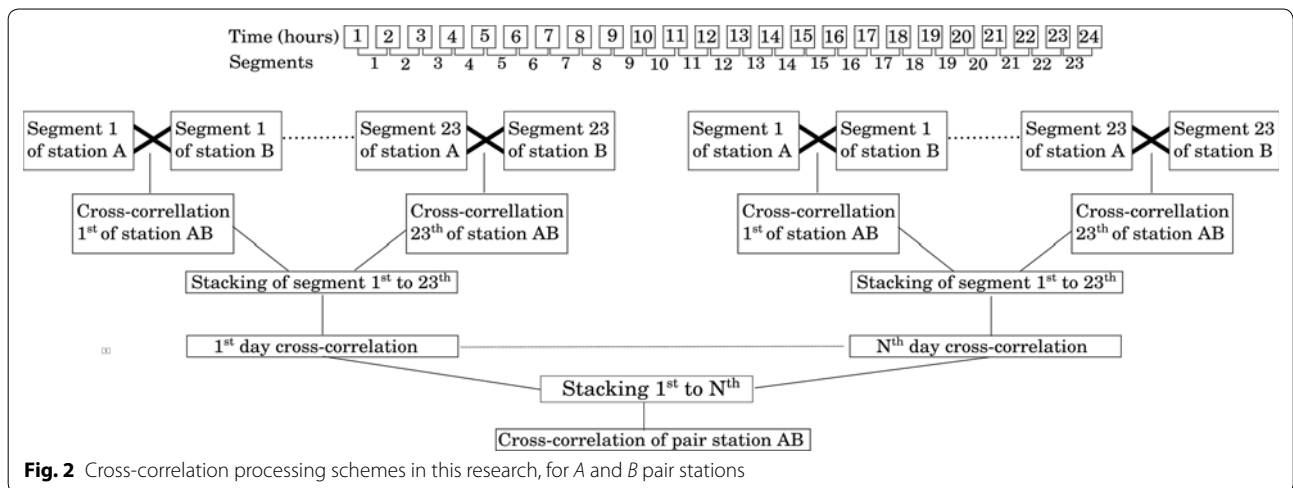 Time (hours) 1 2 3 4 5 6 7 8 9 10 11 12 13 14 15 16 17 18 19 20 21 22 23 24
Segments 1 2 3 4 5 6 7 8 9 10 11 12 13 14 15 16 17 18 19 20 21 22 23
Segment 1
of station A
Segment 1
of station B
Segment 23
of station A
Segment 23
of station B
Segment 1
of station A
Segment 1
of station B
Segment 23
of station A
Segment 23
of station B
Cross-correllation
1st of station AB
Cross-correllation
23th of station AB
Cross-correllation
1st of station AB
Cross-correllation
23th of station AB
Stacking of segment 1st to 23th
Stacking of segment 1st to 23th
1st day cross-correlation
Nth day cross-correlation
Stacking 1st to Nth
Cross-correlation of pair station AB
Fig. 2 Cross-correlation processing schemes in this research, for A and B pair stations